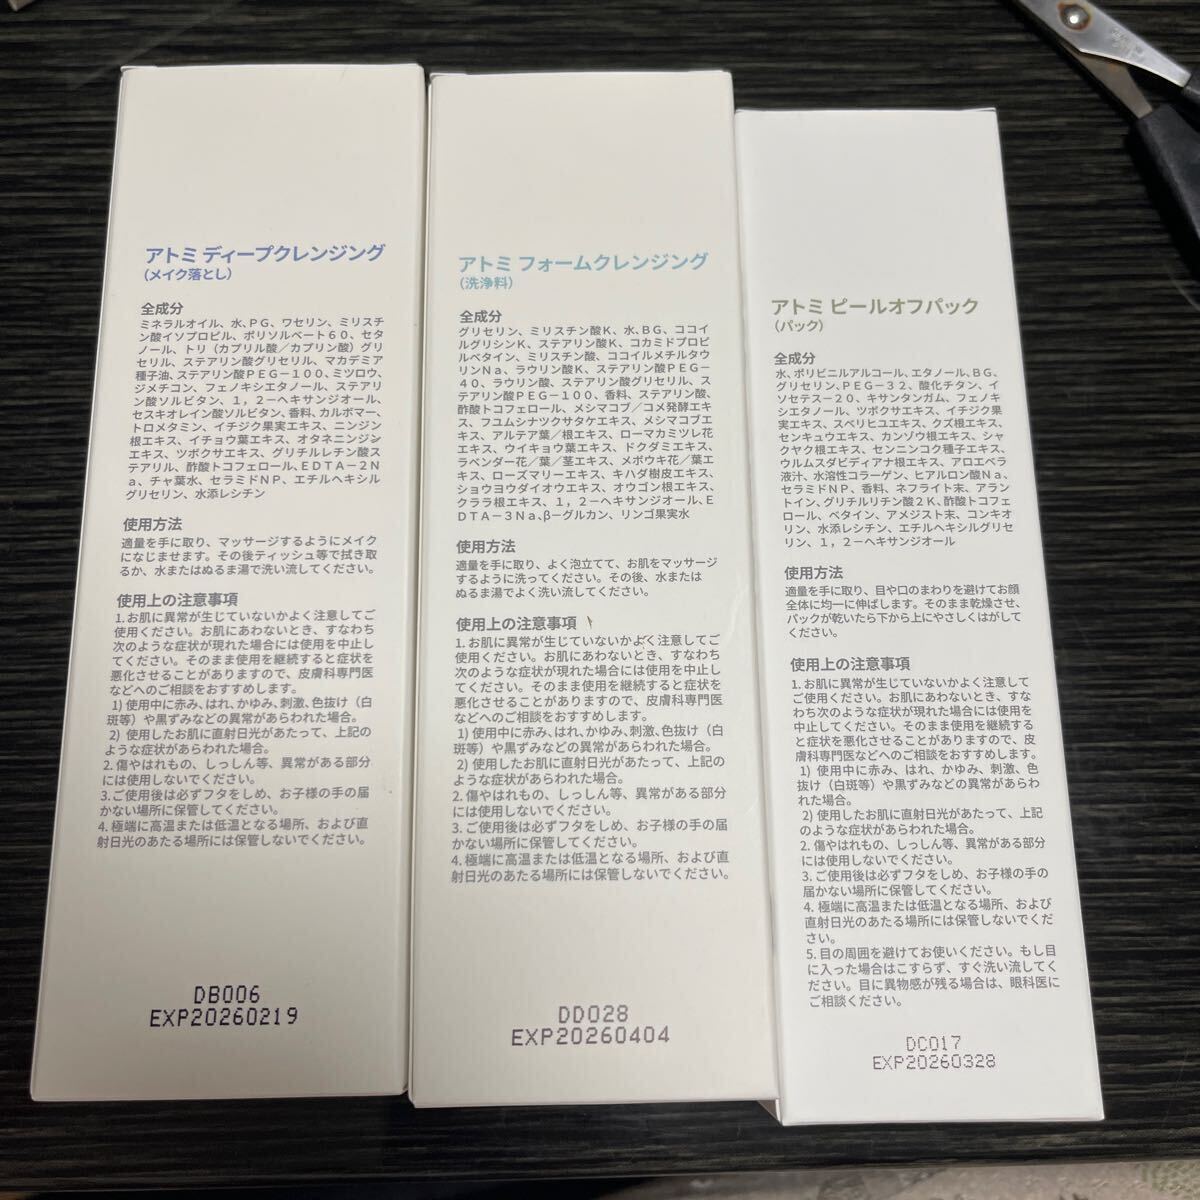 アトミ ディープクレンジング
（メイク落とし）
全成分
ミネラルオイル、水、PG、ワセリン、ミリスチ
ン酸イソプロピル、ポリソルベート６０、セタ
ノール、トリ（カプリル酸／カプリン酸）グリ
セリル、ステアリン酸グリセリル、マカデミア
種子油、ステアリン酸ＰＥＧ－１００、ミツロウ、
ジメチコン、フェノキシエタノール、ステアリ
ン酸ソルビタン、１，２－ヘキサンジオール、
セスキオレイン酸ソルビタン、香料、カルボマー、
トロメタミン、イチジク果実エキス、ニンジン
根エキス、イチョウ葉エキス、オタネニンジン
エキス、ツボクサエキス、グリチルレチン酸ス
テアリル、酢酸トコフェロール、ＥＤＴＡ－２Ｎ
ａ、チャ葉水、セラミドＮＰ、エチルヘキシル
グリセリン、水添レシチン
使用方法
適量を手に取り、マッサージするようにメイク
になじませます。その後ティッシュ等で拭き取
るか、水またはぬるま湯で洗い流してください。
使用上の注意事項
1.お肌に異常が生じていないかよく注意してご
使用ください。お肌にあわないとき、すなわち
次のような症状が現れた場合には使用を中止し
てください。そのまま使用を継続すると症状を
悪化させることがありますので、皮膚科専門医
などへのご相談をおすすめします。
1) 使用中に赤み、はれ、かゆみ、刺激、色抜け（白
斑等）や黒ずみなどの異常があらわれた場合。
2) 使用したお肌に直射日光があたって、上記の
ような症状があらわれた場合。
2. 傷やはれもの、しっしん等、異常がある部分
には使用しないでください。
3.ご使用後は必ずフタをしめ、お子様の手の届
かない場所に保管してください。
4.極端に高温または低温となる場所、および直
射日光のあたる場所には保管しないでください。
DB006
EXP20260219
アトミ フォームクレンジング
（洗浄料）
全成分
グリセリン、ミリスチン酸Ｋ、水、ＢＧ、ココイ
ルグリシンＫ、ステアリン酸Ｋ、コカミドプロピ
ルベタイン、ミリスチン酸、ココイルメチルタウ
リンＮａ、ラウリン酸Ｋ、ステアリン酸ＰＥＧ－
４０、ラウリン酸、ステアリン酸グリセリル、ス
テアリン酸ＰＥＧ－１００、香料、ステアリン酸、
酢酸トコフェロール、メシマコブ／コメ発酵エキ
ス、フユムシナツクサタケエキス、メシマコブエ
キス、アルテア葉／根エキス、ローマカミツレ花
エキス、ウイキョウ葉エキス、ドクダミエキス、
ラベンダー花／葉／茎エキス、メボウキ花／葉エ
キス、ローズマリーエキス、キハダ樹皮エキス、
ショウヨウダイオウエキス、オウゴン根エキス、
クララ根エキス、１，２－ヘキサンジオール、Ｅ
ＤＴＡ－３Ｎａ、β－グルカン、リンゴ果実水
使用方法
適量を手に取り、よく泡立てて、お肌をマッサージ
するように洗ってください。その後、水または
ぬるま湯でよく洗い流してください。
使用上の注意事項
1.お肌に異常が生じていないかよく注意してご
使用ください。お肌にあわないとき、すなわち
次のような症状が現れた場合には使用を中止し
てください。そのまま使用を継続すると症状を
悪化させることがありますので、皮膚科専門医
などへのご相談をおすすめします。
1) 使用中に赤み、はれ、かゆみ、刺激、色抜け（白
斑等）や黒ずみなどの異常があらわれた場合。
2) 使用したお肌に直射日光があたって、上記の
ような症状があらわれた場合。
2. 傷やはれもの、しっしん等、異常がある部分
には使用しないでください。
3. ご使用後は必ずフタをしめ、お子様の手の届
かない場所に保管してください。
4. 極端に高温または低温となる場所、および直
射日光のあたる場所には保管しないでください。
DD028
EXP20260404
アトミ ピールオフパック
（パック）
全成分
水、ポリビニルアルコール、エタノール、ＢＧ、
グリセリン、ＰＥＧ－３２、酸化チタン、イ
ソセテス－２０、キサンタンガム、フェノキ
シエタノール、ツボクサエキス、イチジク果
実エキス、スベリヒユエキス、クズ根エキス、
センキュウエキス、カンゾウ根エキス、シャ
クヤク根エキス、センニンコク種子エキス、
ウルムスダビディアナ根エキス、アロエベラ
液汁、水溶性コラーゲン、ヒアルロン酸Ｎａ、
セラミドＮＰ、香料、ネフライト末、アラン
トイン、グリチルリチン酸２Ｋ、酢酸トコフェ
ロール、ベタイン、アメジスト末、コンキオ
リン、水添レシチン、エチルヘキシルグリセ
リン、１，２－ヘキサンジオール
使用方法
適量を手に取り、目や口のまわりを避けてお顔
全体に均一に伸ばします。そのまま乾燥させ、
パックが乾いたら下から上にやさしくはがして
ください。
使用上の注意事項
1. お肌に異常が生じていないかよく注意して
ご使用ください。お肌にあわないとき、すな
わち次のような症状が現れた場合には使用を
中止してください。そのまま使用を継続する
と症状を悪化させることがありますので、皮
膚科専門医などへのご相談をおすすめします。
1) 使用中に赤み、はれ、かゆみ、刺激、色
抜け（白斑等）や黒ずみなどの異常があらわ
れた場合。
2) 使用したお肌に直射日光があたって、上記
のような症状があらわれた場合。
2. 傷やはれもの、しっしん等、異常がある部分
には使用しないでください。
3. ご使用後は必ずフタをしめ、お子様の手の
届かない場所に保管してください。
4. 極端に高温または低温となる場所、および
直射日光のあたる場所には保管しないでくだ
さい。
5. 目の周囲を避けてお使いください。もし目
に入った場合はこすらず、すぐ洗い流してく
ださい。目に異物感が残る場合は、眼科医に
ご相談ください。
DC017
EXP20260328